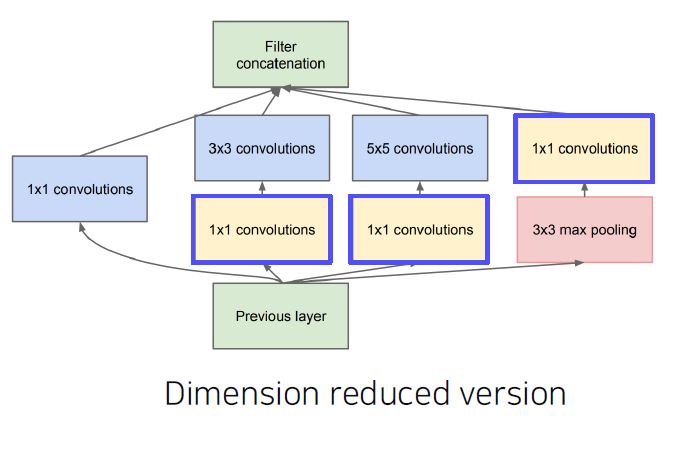 Filter
concatenation
3x3 convolutions
5x5 convolutions
1x1 convolutions
1x1 convolutions
1x1 convolutions
1x1 convolutions
3x3 max pooling
Previous layer
Dimension reduced version